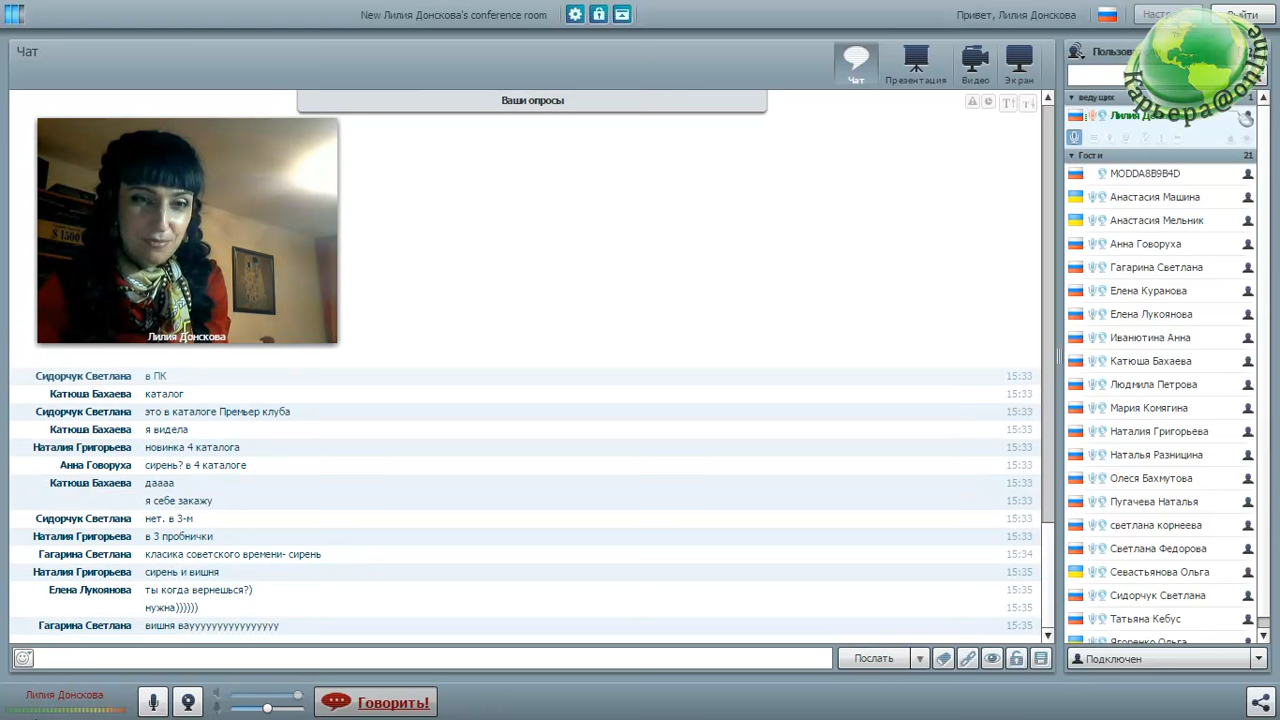 New Лилия Донскова's conference room
Привет, Лилия Донскова
Выйти
Чат
Чат
Презентация
Видео
Экран
Ваши опросы
$ 1500
Лилия Донскова
Сидорчук Светлана в ПК 15:33
Катюша Бахаева каталог 15:33
Сидорчук Светлана это в каталоге Премьер клуба 15:33
Катюша Бахаева я видела 15:33
Наталия Григорьева новинка 4 каталога 15:33
Анна Говоруха сирень? в 4 каталоге 15:33
Катюша Бахаева даааа 15:33
я себе закажу 15:33
Сидорчук Светлана нет. в 3-м 15:33
Наталия Григорьева в 3 пробнички 15:33
Гагарина Светлана класика советского времени- сирень 15:34
Наталия Григорьева сирень и вишня 15:35
Елена Лукоянова ты когда вернешься?) 15:35
нужна)))))) 15:35
Гагарина Светлана вишня вауууууууууууууууу 15:35
Послать
Карьера@online
ведущих 1
Гости 21
MODDA8B9B4D
Анастасия Машина
Анастасия Мельник
Анна Говоруха
Гагарина Светлана
Елена Куранова
Елена Лукоянова
Иванютина Анна
Катюша Бахаева
Людмила Петрова
Мария Комягина
Наталия Григорьева
Наталья Разницина
Олеся Бахмутова
Пугачева Наталья
светлана корнеева
Светлана Федорова
Севастьянова Ольга
Сидорчук Светлана
Татьяна Кебус
Ягоренко Ольга
Подключен
Лилия Донскова
Говорить!